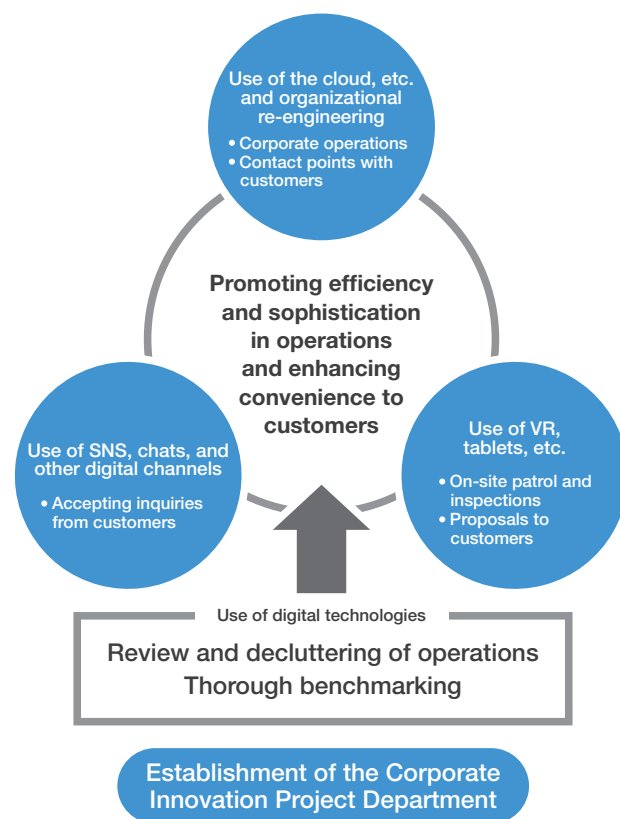 Use of the cloud, etc.
and organizational
re-engineering
• Corporate operations
• Contact points with
customers
Promoting efficiency
and sophistication
in operations
and enhancing
convenience to
customers
Use of SNS, chats, and
other digital channels
• Accepting inquiries
from customers
Use of VR,
tablets, etc.
• On-site patrol and
inspections
• Proposals to
customers
Use of digital technologies
Review and decluttering of operations
Thorough benchmarking
Establishment of the Corporate
Innovation Project Department